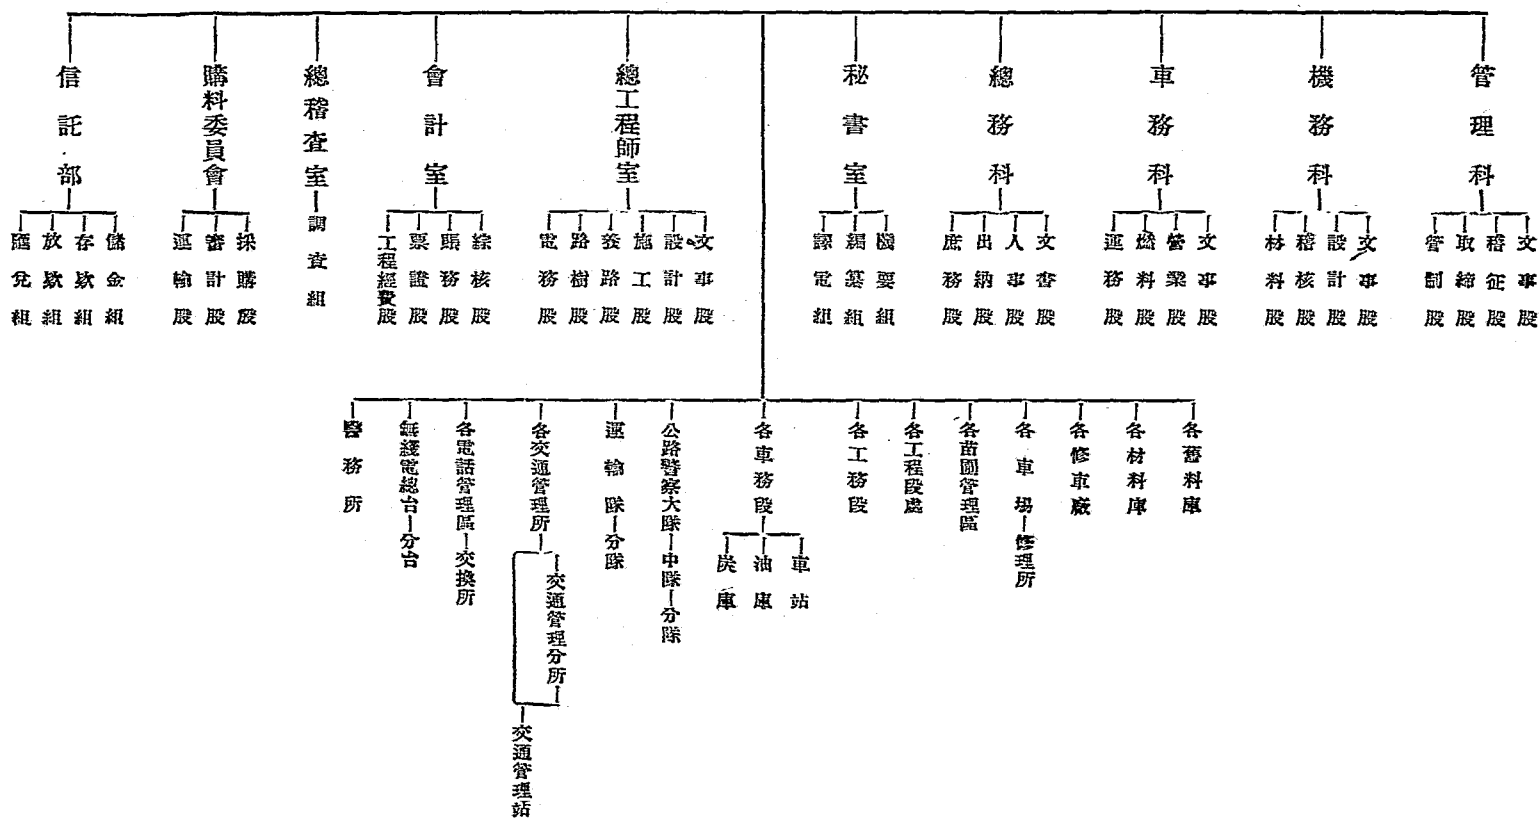 管理科
文事股
稽征股
取締股
管制股
機務科
文事股
設計股
稽核股
材料股
車務科
文事股
營業股
燃料股
運務股
總務科
文書股
人事股
出納股
庶務股
秘書室
機要組
編纂組
譯電組
總工程師室
文事股
設計股
施工股
養路股
路樹股
電務股
會計室
綜核股
賬務股
票證股
工程經費股
總稽查室
調查組
購料委員會
採購股
審計股
運輸股
信託部
儲金組
存欵組
放欵組
匯兌組
各舊料庫
各材料庫
各修車廠
各車場
修理所
各苗圃管理區
各工程段處
各工務段
各車務段
車站
油庫
炭庫
公路警察大隊
中隊
分隊
運輸隊
分隊
各交通管理所
交通管理分所
交通管理站
各電話管理區
交換所
無綫電總台
分台
醫務所